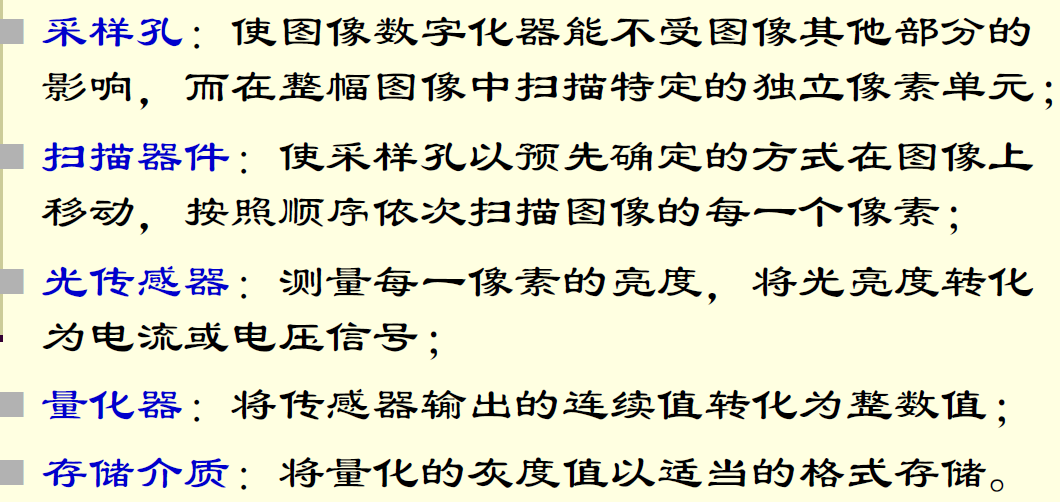 采样孔：使图像数字化器能不受图像其他部分的
影响，而在整幅图像中扫描特定的独立像素单元；
扫描器件：使采样孔以预先确定的方式在图像上
移动，按照顺序依次扫描图像的每一个像素；
光传感器：测量每一像素的亮度，将光亮度转化
为电流或电压信号；
量化器：将传感器输出的连续值转化为整数值；
存储介质：将量化的灰度值以适当的格式存储。